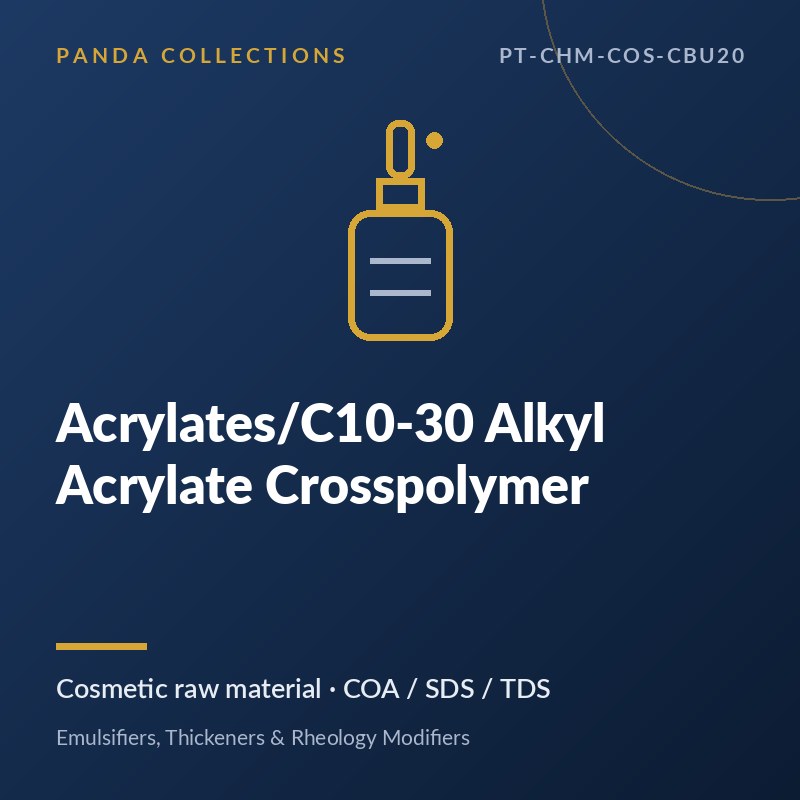 PANDA COLLECTIONS
PT-CHM-COS-CBU20
Acrylates/C10-30 Alkyl
Acrylate Crosspolymer
Cosmetic raw material · COA / SDS / TDS
Emulsifiers, Thickeners & Rheology Modifiers